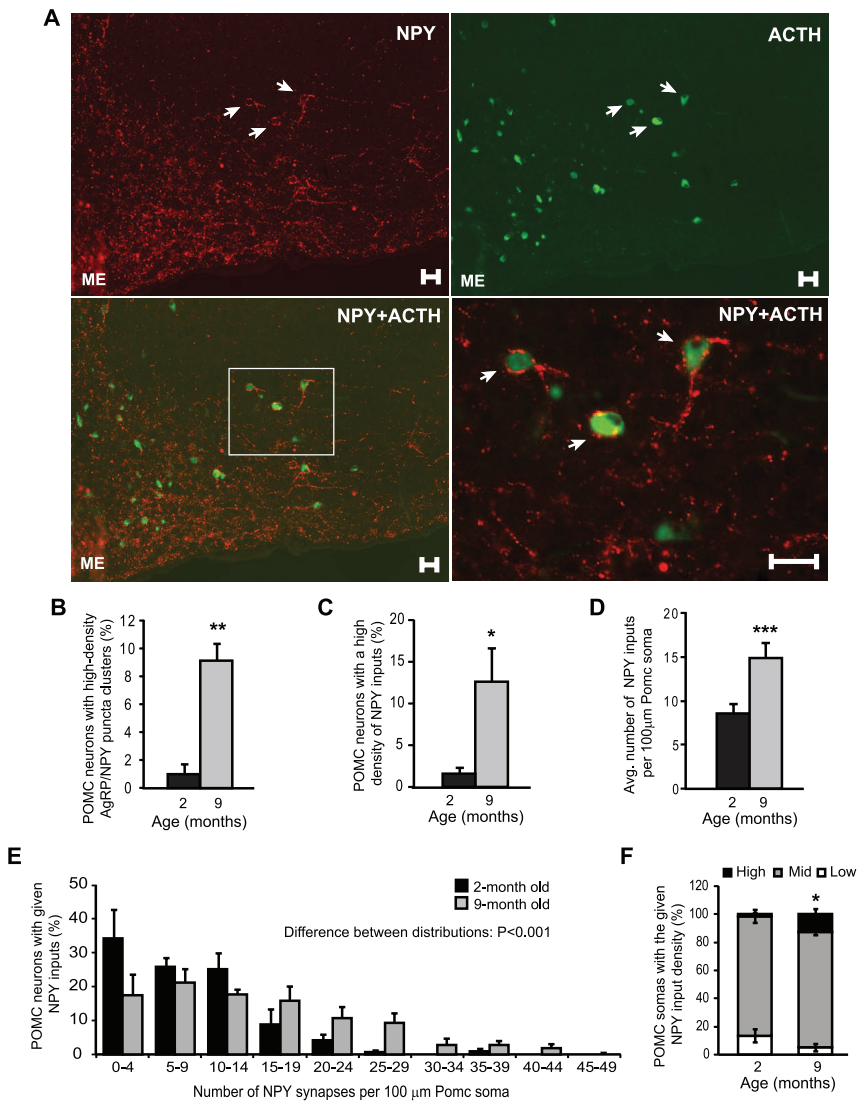 A
NPY
ACTH
ME
ME
NPY+ACTH
NPY+ACTH
ME
B
POMC neurons with high-density
AgRP/NPY puncta clusters (%)
14
12
10
8
6
4
2
0
**
2 9
Age (months)
C
POMC neurons with a high
density of NPY inputs (%)
20
15
10
5
0
*
2 9
Age (months)
D
Avg. number of NPY inputs
per 100μm Pomc soma
20
15
10
5
0
***
2 9
Age (months)
E
POMC neurons with given
NPY inputs (%)
50
40
30
20
10
0
2-month old
9-month old
Difference between distributions: P<0.001
0-4 5-9 10-14 15-19 20-24 25-29 30-34 35-39 40-44 45-49
Number of NPY synapses per 100 μm Pomc soma
F
High Mid Low
POMC somas with the given
NPY input density (%)
120
100
80
60
40
20
0
*
2 9
Age (months)